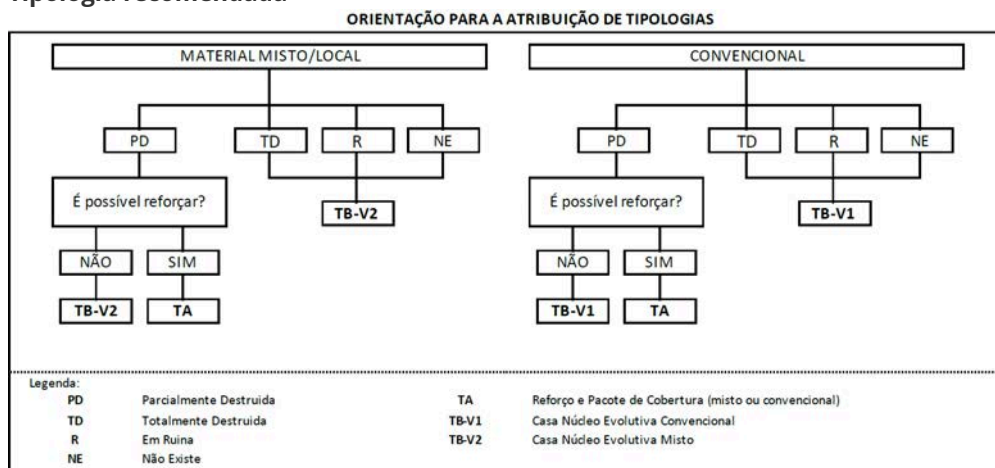 Tipologia recomendada
ORIENTAÇÃO PARA A ATRIBUIÇÃO DE TIPOLOGIAS
MATERIAL MISTO/LOCAL
PD
TD
R
NE
É possível reforçar?
TB-V2
NÃO
SIM
TB-V2
TA
CONVENCIONAL
PD
TD
R
NE
É possível reforçar?
TB-V1
NÃO
SIM
TB-V1
TA
Legenda:
PD Parcialmente Destruida
TD Totalmente Destruida
R Em Ruina
NE Não Existe
TA Reforço e Pacote de Cobertura (misto ou convencional)
TB-V1 Casa Núcleo Evolutiva Convencional
TB-V2 Casa Núcleo Evolutiva Misto